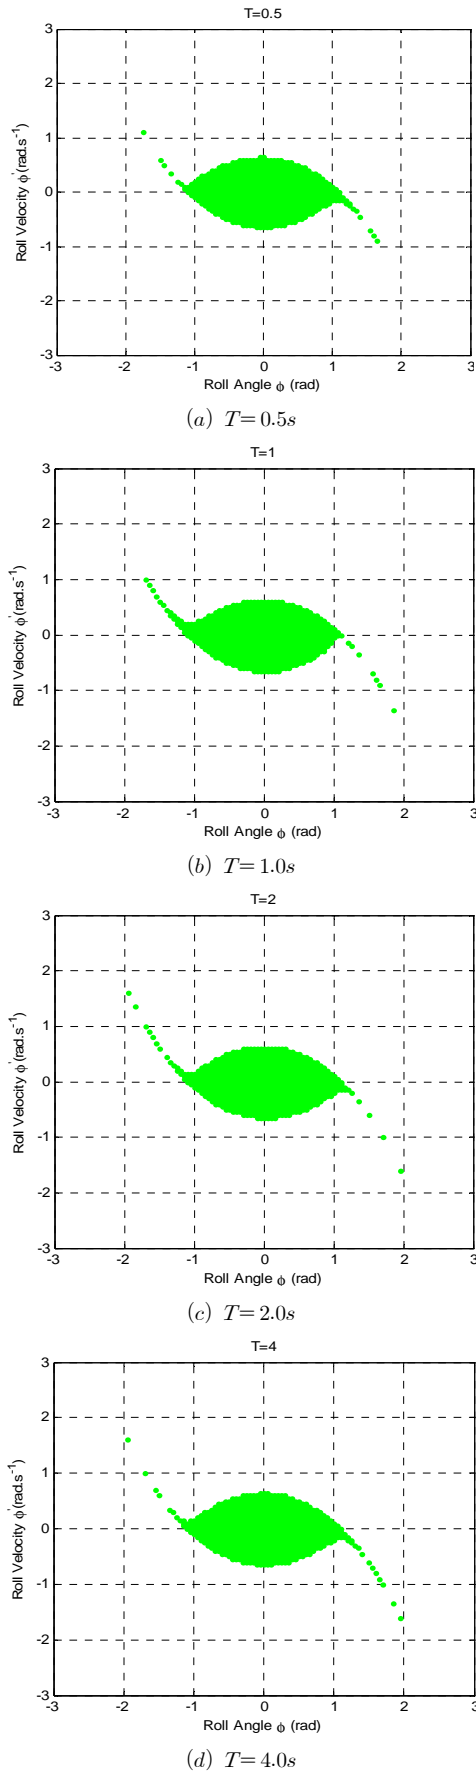 T=0.5
3
2
1
0
-1
-2
-3
Roll Velocity ϕ'(rad.s-1)
-3 -2 -1 0 1 2 3
Roll Angle ϕ (rad)
(a) T=0.5s
T=1
3
2
1
0
-1
-2
-3
Roll Velocity ϕ'(rad.s-1)
-3 -2 -1 0 1 2 3
Roll Angle ϕ (rad)
(b) T=1.0s
T=2
3
2
1
0
-1
-2
-3
Roll Velocity ϕ'(rad.s-1)
-3 -2 -1 0 1 2 3
Roll Angle ϕ (rad)
(c) T=2.0s
T=4
3
2
1
0
-1
-2
-3
Roll Velocity ϕ'(rad.s-1)
-3 -2 -1 0 1 2 3
Roll Angle ϕ (rad)
(d) T=4.0s